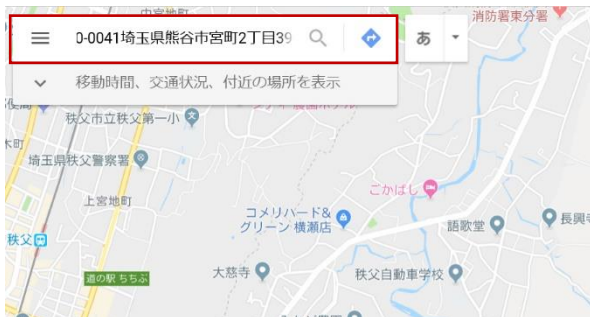 消防署東分署
0-0041埼玉県熊谷市宮町2丁目39
あ
移動時間、交通状況、付近の場所を表示
秩父市立秩父第一小
埼玉県秩父警察署
ごかばし
上宮地町
コメリハード&
グリーン 横瀬店
語歌堂
長興寺
秩父
道の駅 ちちぶ
大慈寺
秩父自動車学校